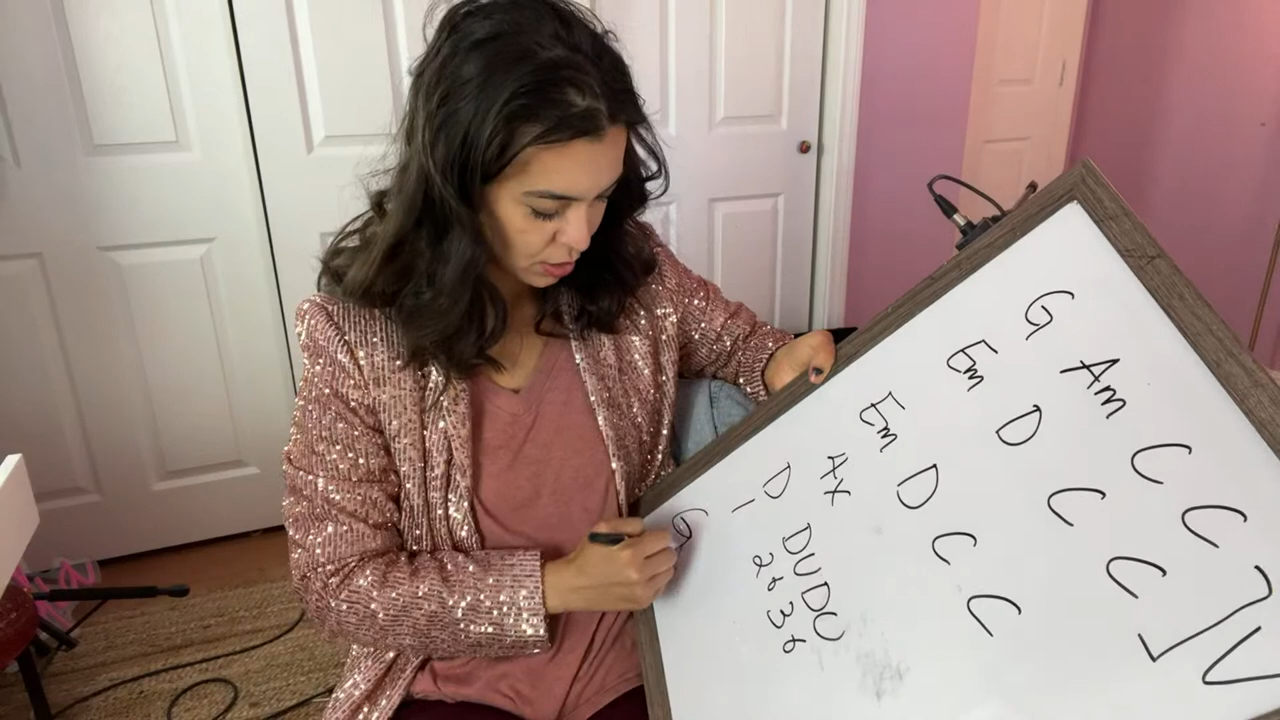 G Am C C
Em D C C ] V
Em D C C
4x
D DUDU
1 2 & 3 &
G